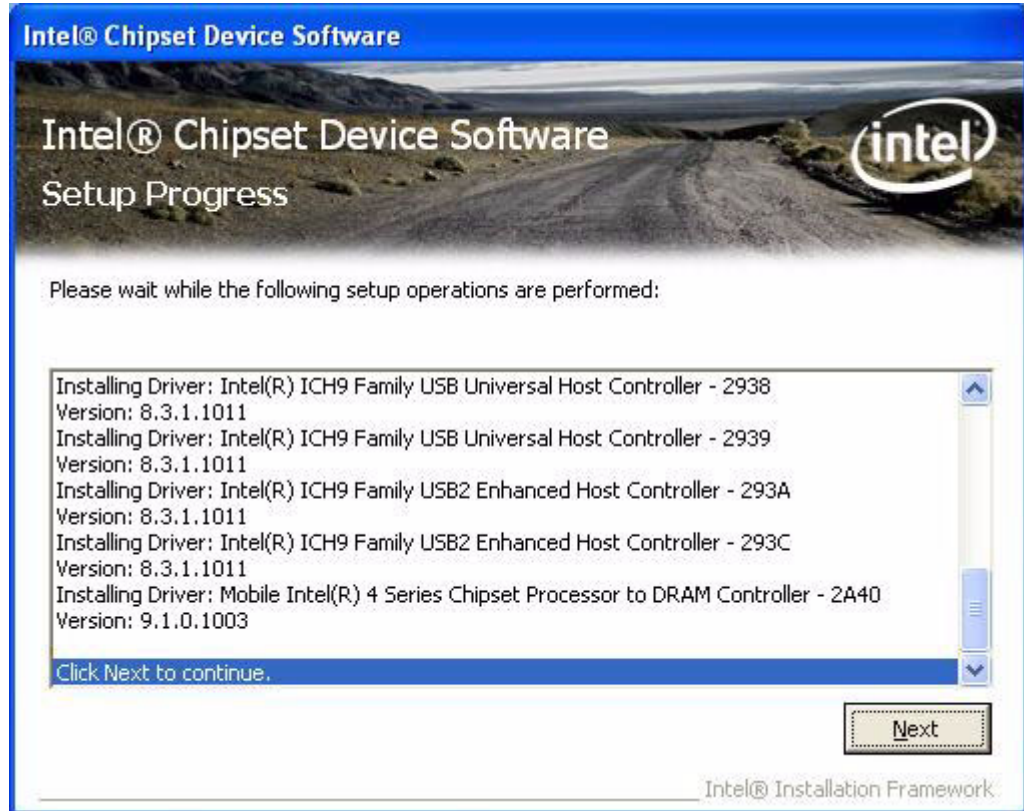 Intel® Chipset Device Software
Intel® Chipset Device Software
intel
Setup Progress
Please wait while the following setup operations are performed:
Installing Driver: Intel(R) ICH9 Family USB Universal Host Controller - 2938
Version: 8.3.1.1011
Installing Driver: Intel(R) ICH9 Family USB Universal Host Controller - 2939
Version: 8.3.1.1011
Installing Driver: Intel(R) ICH9 Family USB2 Enhanced Host Controller - 293A
Version: 8.3.1.1011
Installing Driver: Intel(R) ICH9 Family USB2 Enhanced Host Controller - 293C
Version: 8.3.1.1011
Installing Driver: Mobile Intel(R) 4 Series Chipset Processor to DRAM Controller - 2A40
Version: 9.1.0.1003
Click Next to continue.
Next
Intel® Installation Framework